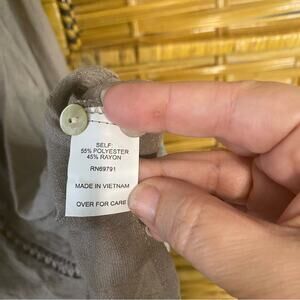 SELF:
55% POLYESTER
45% RAYON
RN69791
MADE IN VIETNAM
OVER FOR CARE